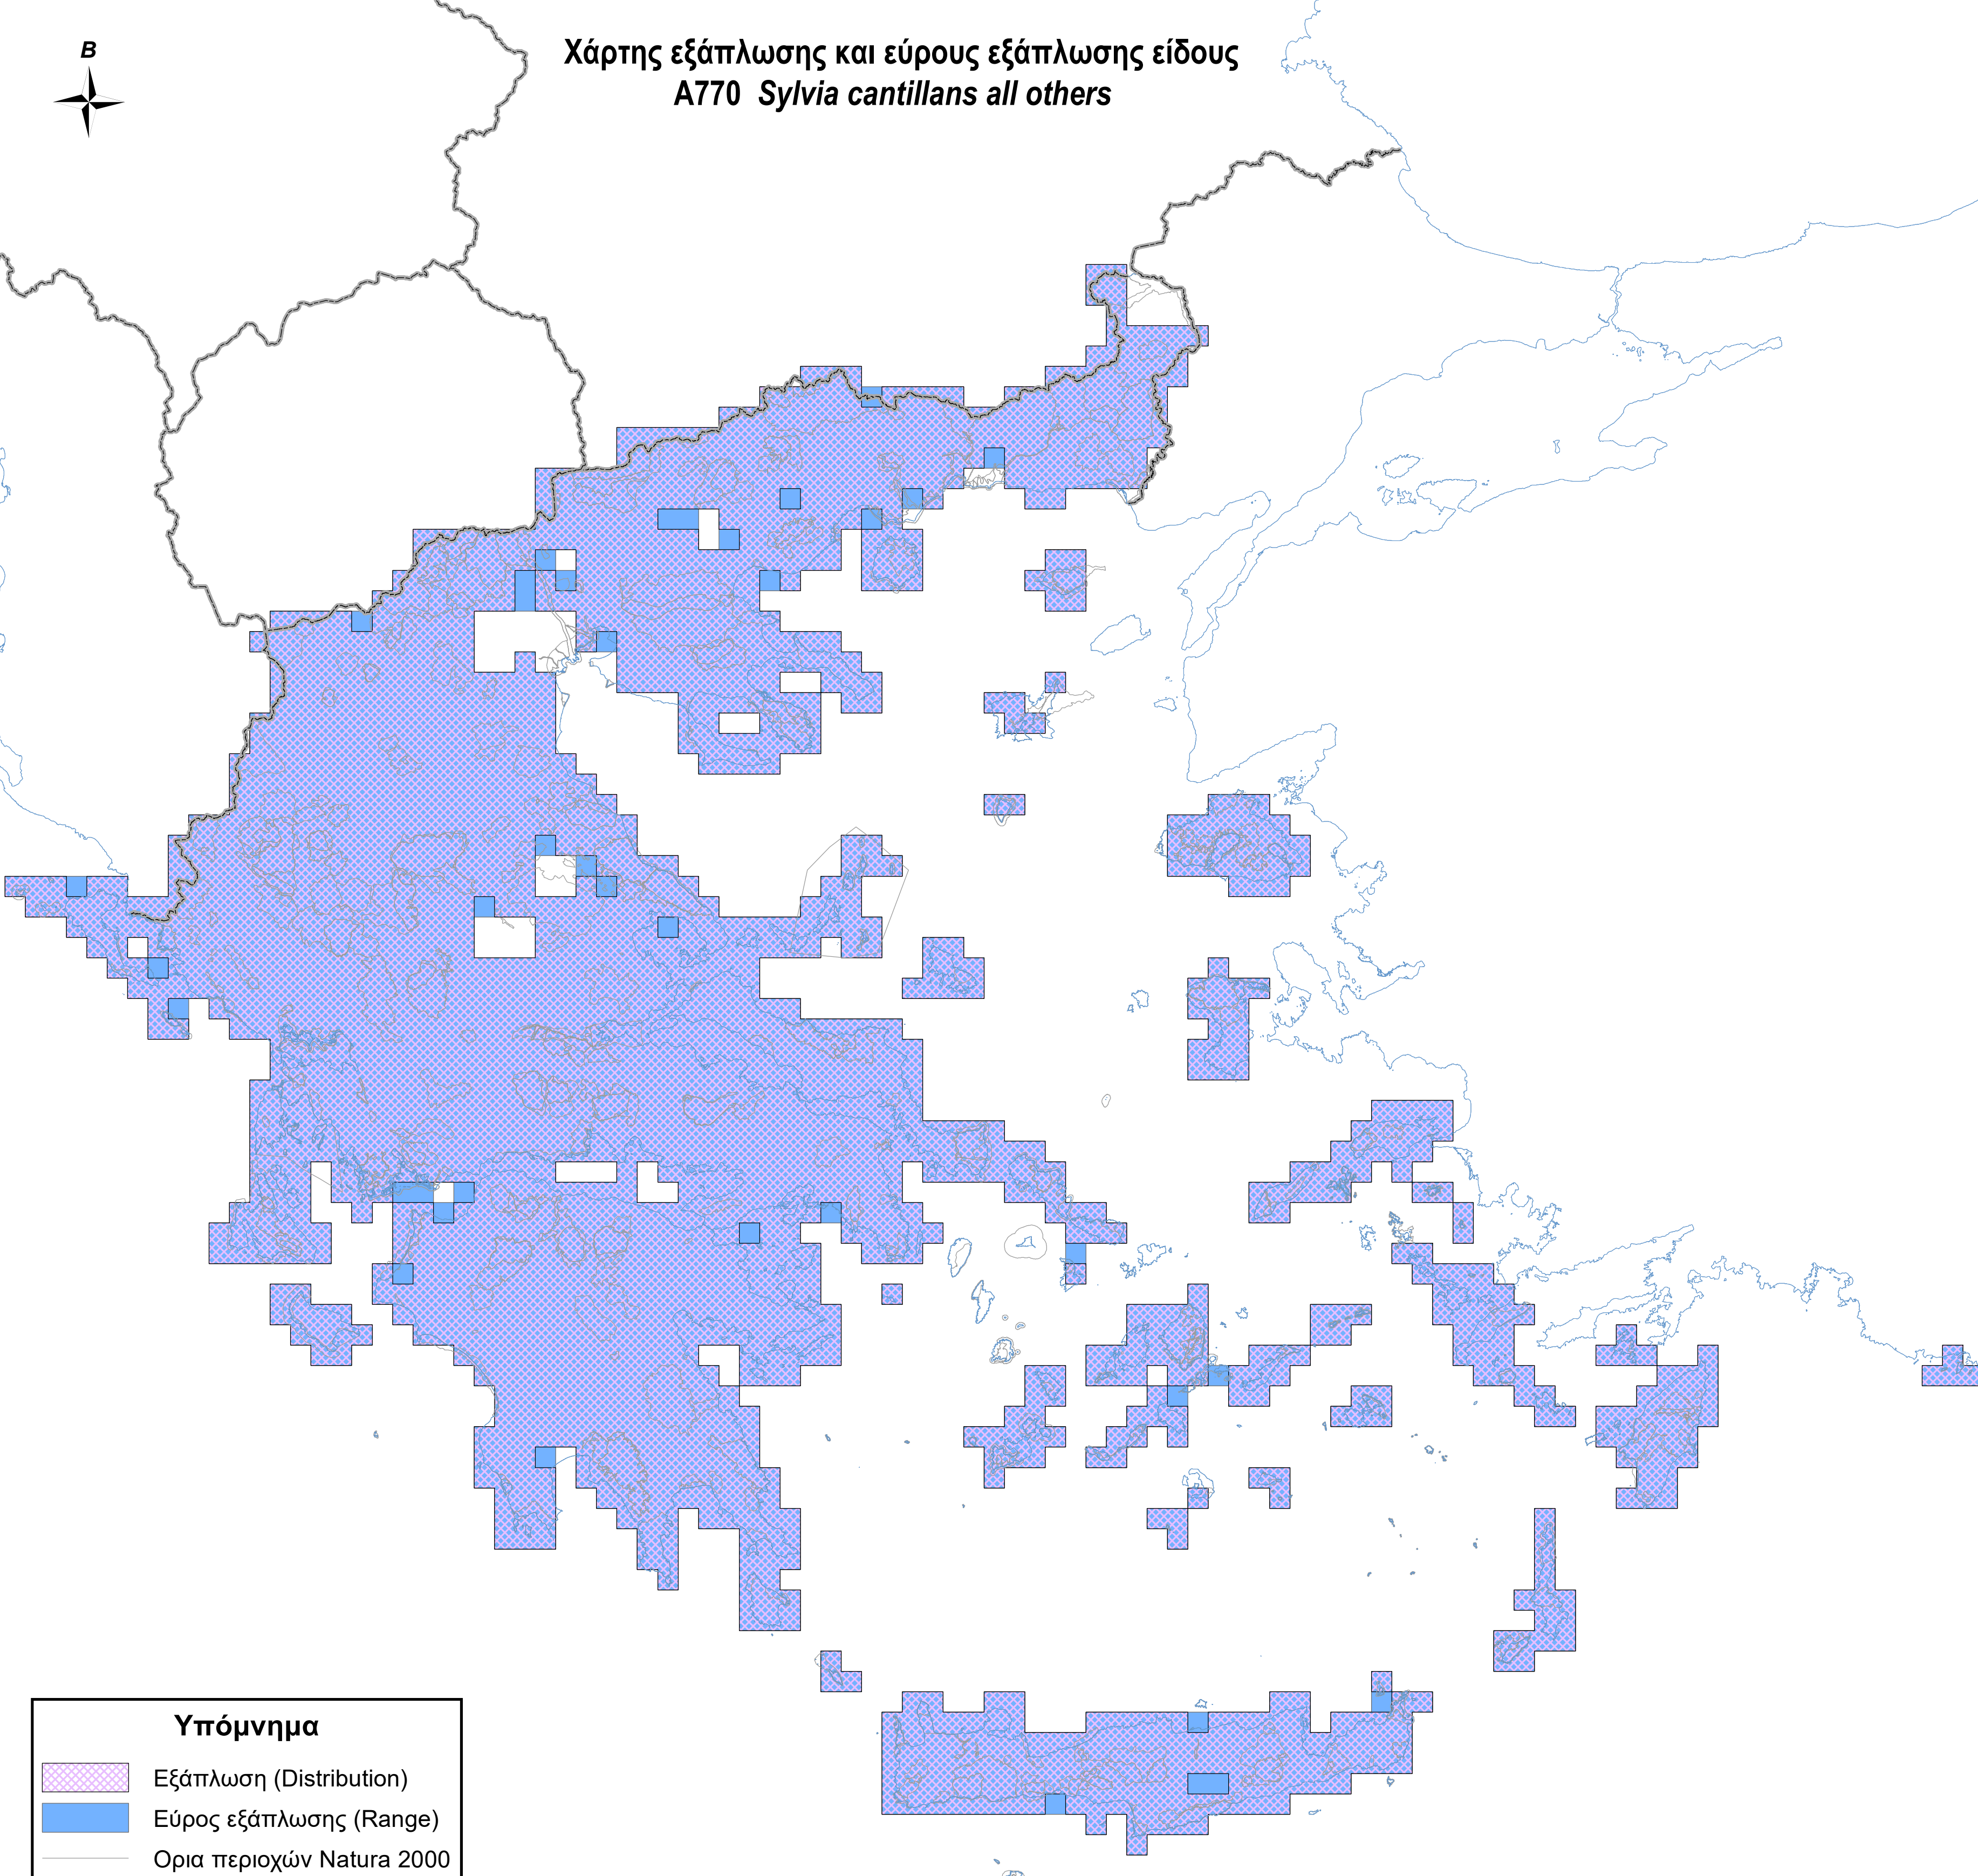 B
Χάρτης εξάπλωσης και εύρους εξάπλωσης είδους
A770 Sylvia cantillans all others
Υπόμνημα
Εξάπλωση (Distribution)
Εύρος εξάπλωσης (Range)
Ορια περιοχών Natura 2000